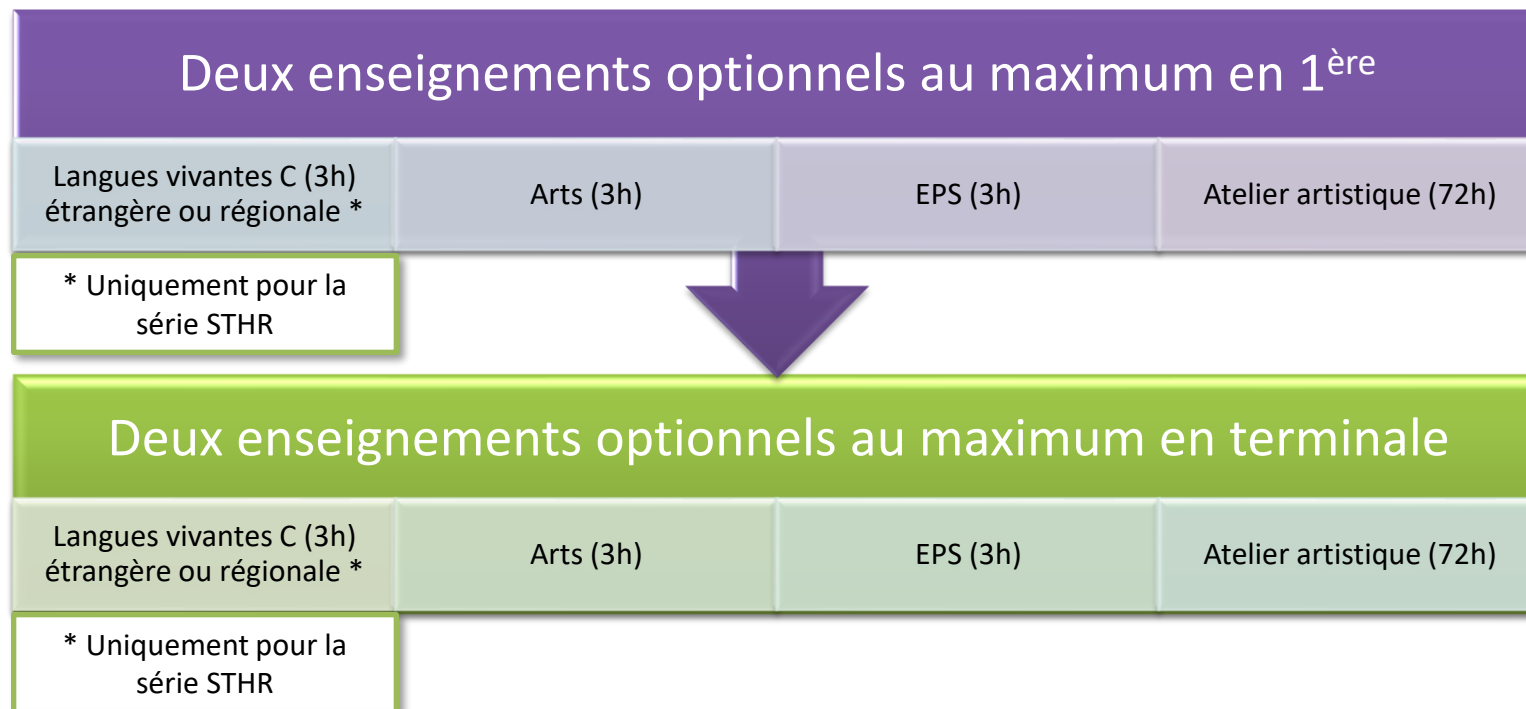 Deux enseignements optionnels au maximum en 1ère
Langues vivantes C (3h)
étrangère ou régionale *
Arts (3h)
EPS (3h)
Atelier artistique (72h)
* Uniquement pour la
série STHR
Deux enseignements optionnels au maximum en terminale
Langues vivantes C (3h)
étrangère ou régionale *
Arts (3h)
EPS (3h)
Atelier artistique (72h)
* Uniquement pour la
série STHR